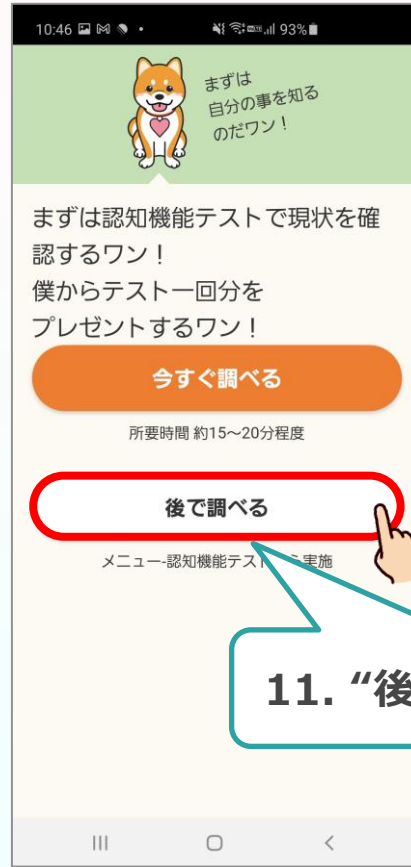 10:46
93%
まずは
自分の事を知る
のだワン！
まずは認知機能テストで現状を確
認するワン！
僕からテスト一回分を
プレゼントするワン！
今すぐ調べる
所要時間 約15～20分程度
後で調べる
メニュー-認知機能テスト
ら実施
11. “後